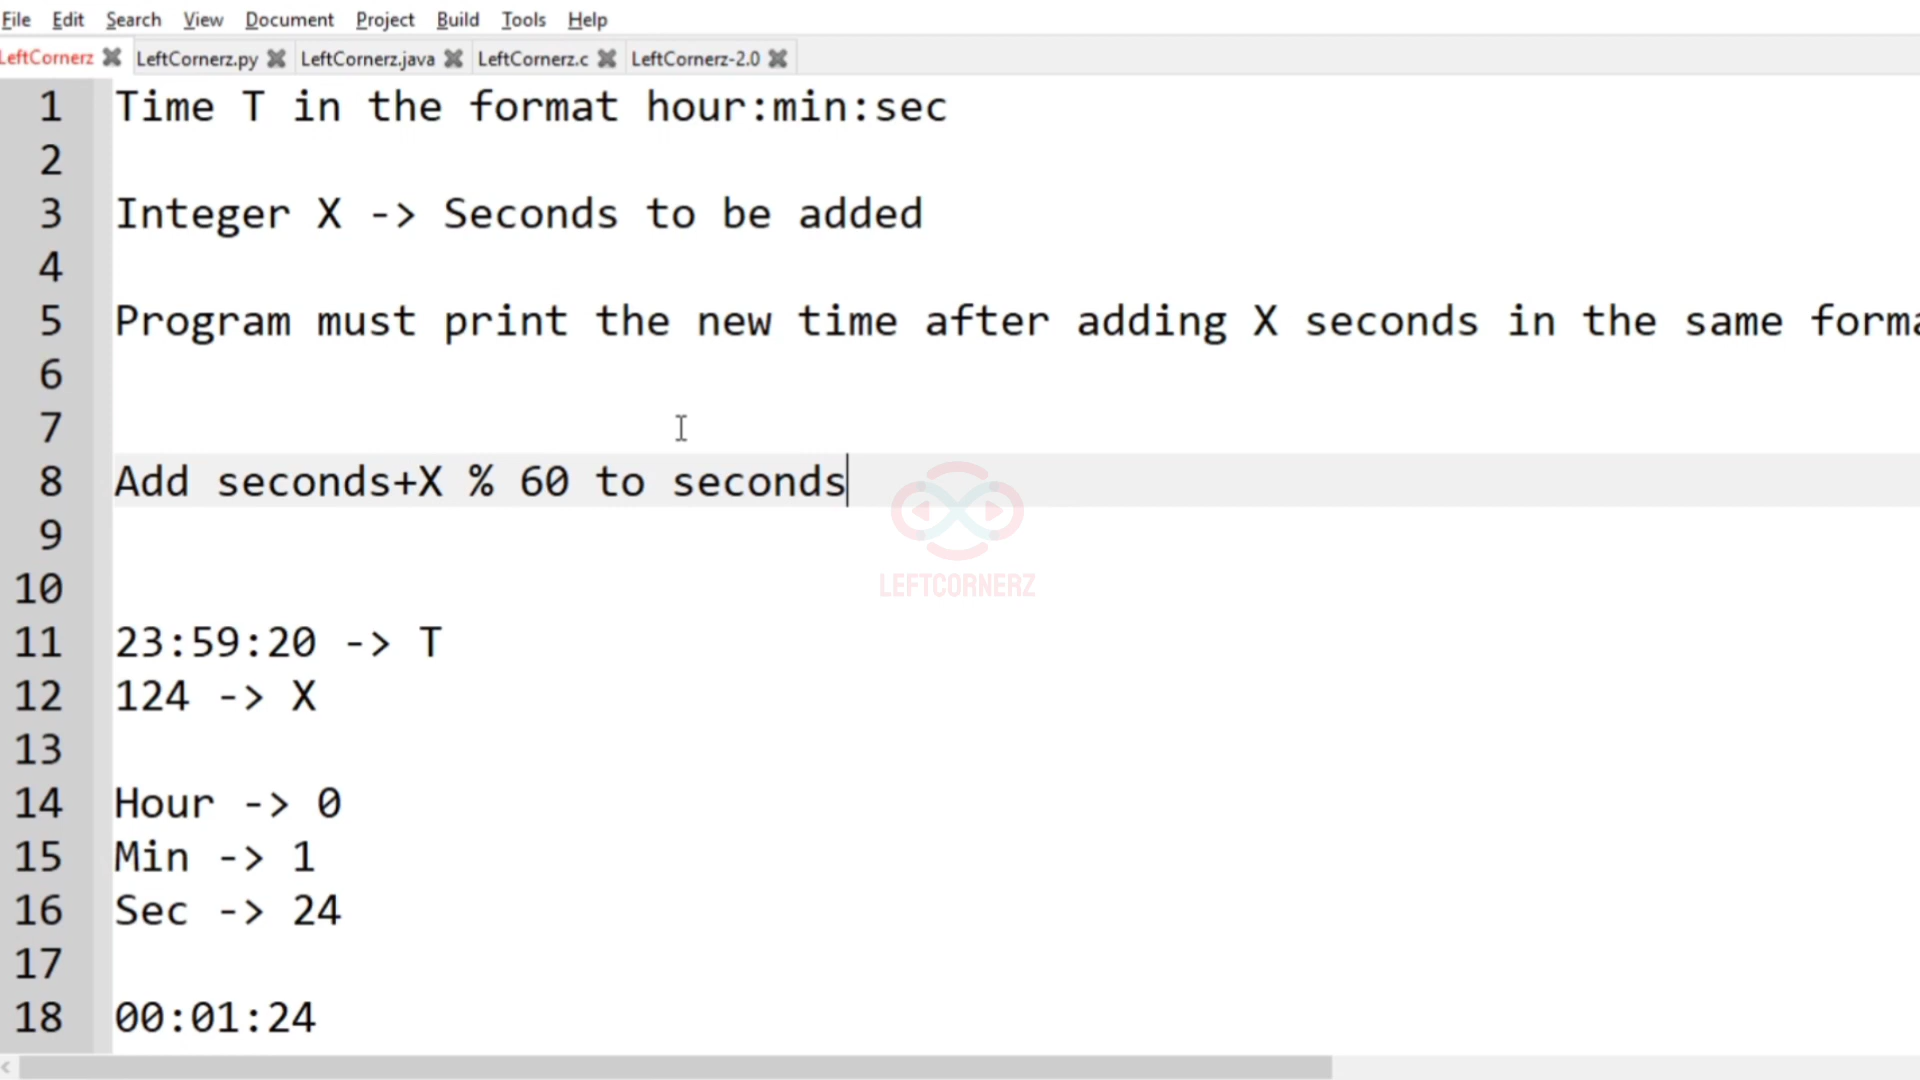 File Edit Search View Document Project Build Tools Help
LeftCornerz LeftCornerz.py LeftCornerz.java LeftCornerz.c LeftCornerz-2.0
1 Time T in the format hour:min:sec
2
3 Integer X -> Seconds to be added
4
5 Program must print the new time after adding X seconds in the same forma
6
7
8 Add seconds+X % 60 to seconds
9
10
11 23:59:20 -> T
12 124 -> X
13
14 Hour -> 0
15 Min -> 1
16 Sec -> 24
17
18 00:01:24
LEFTCORNERZ